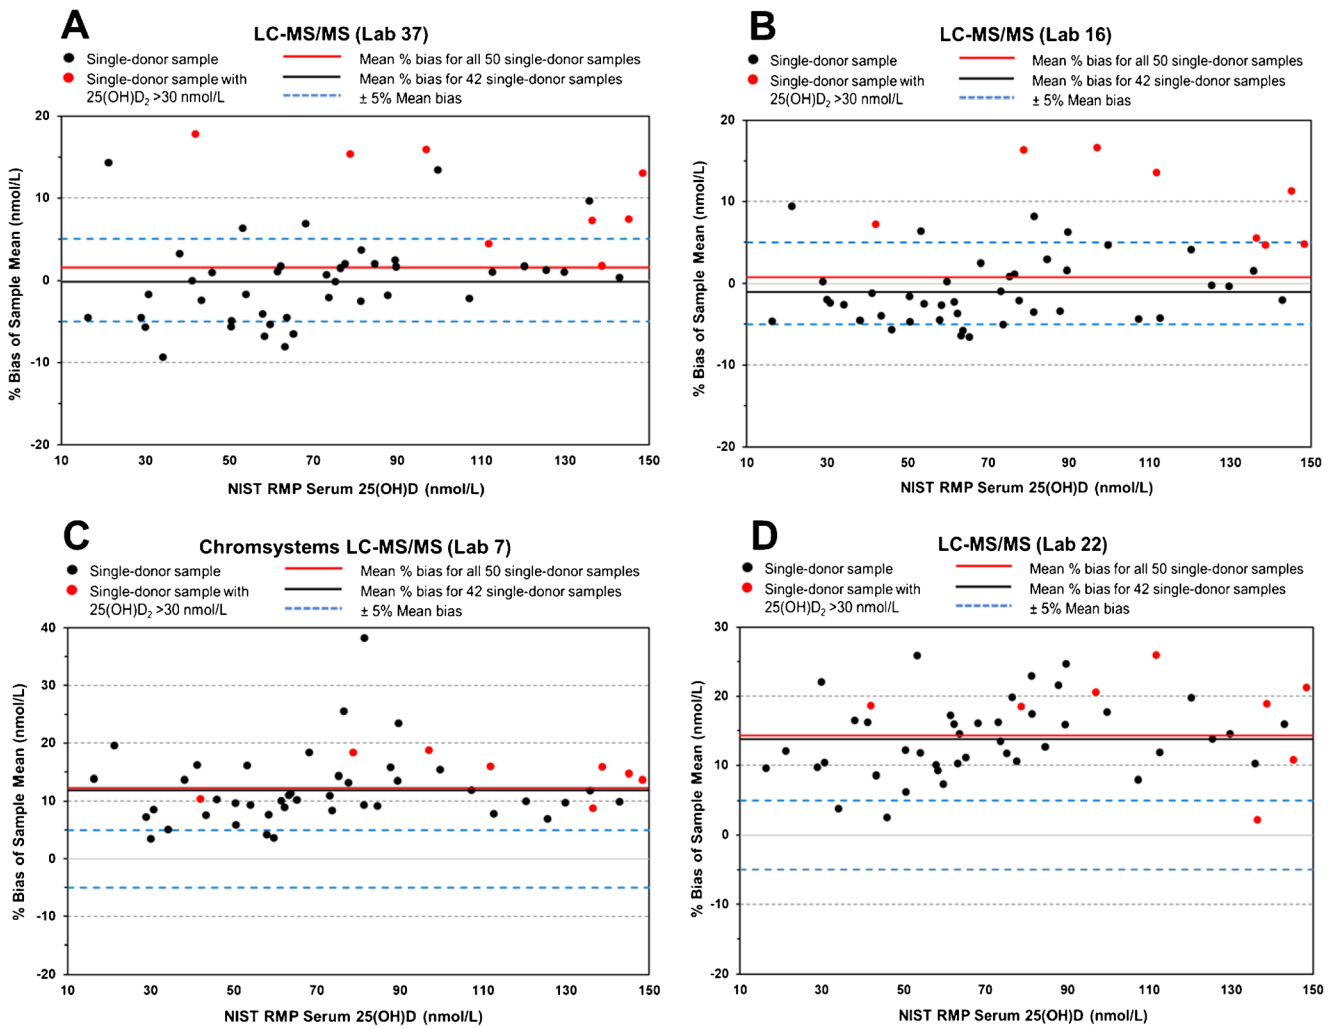 A
LC-MS/MS (Lab 37)
Single-donor sample
Mean % bias for all 50 single-donor samples
Single-donor sample with
25(OH)D₂ >30 nmol/L
Mean % bias for 42 single-donor samples
± 5% Mean bias
20
10
0
-10
-20
% Bias of Sample Mean (nmol/L)
10 30 50 70 90 110 130 150
NIST RMP Serum 25(OH)D (nmol/L)
B
LC-MS/MS (Lab 16)
Single-donor sample
Mean % bias for all 50 single-donor samples
Single-donor sample with
25(OH)D₂ >30 nmol/L
Mean % bias for 42 single-donor samples
± 5% Mean bias
20
10
0
-10
-20
% Bias of Sample Mean (nmol/L)
10 30 50 70 90 110 130 150
NIST RMP Serum 25(OH)D (nmol/L)
C
Chromsystems LC-MS/MS (Lab 7)
Single-donor sample
Mean % bias for all 50 single-donor samples
Single-donor sample with
25(OH)D₂ >30 nmol/L
Mean % bias for 42 single-donor samples
± 5% Mean bias
40
30
20
10
0
-10
-20
% Bias of Sample Mean (nmol/L)
10 30 50 70 90 110 130 150
NIST RMP Serum 25(OH)D (nmol/L)
D
LC-MS/MS (Lab 22)
Single-donor sample
Mean % bias for all 50 single-donor samples
Single-donor sample with
25(OH)D₂ >30 nmol/L
Mean % bias for 42 single-donor samples
± 5% Mean bias
30
20
10
0
-10
-20
% Bias of Sample Mean (nmol/L)
10 30 50 70 90 110 130 150
NIST RMP Serum 25(OH)D (nmol/L)